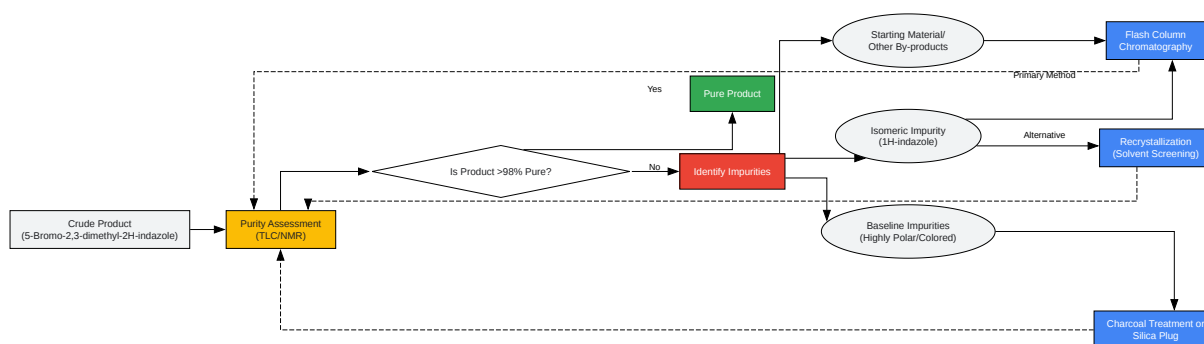 Starting Material/
Other By-products
Flash Column
Chromatography
Primary Method
Yes
Pure Product
Isomeric Impurity
(1H-indazole)
Alternative
Recrystallization
(Solvent Screening)
Is Product >98% Pure?
No
Identify Impurities
Crude Product
(5-Bromo-2,3-dimethyl-2H-indazole)
Purity Assessment
(TLC/NMR)
Baseline Impurities
(Highly Polar/Colored)
Charcoal Treatment or
Silica Plug